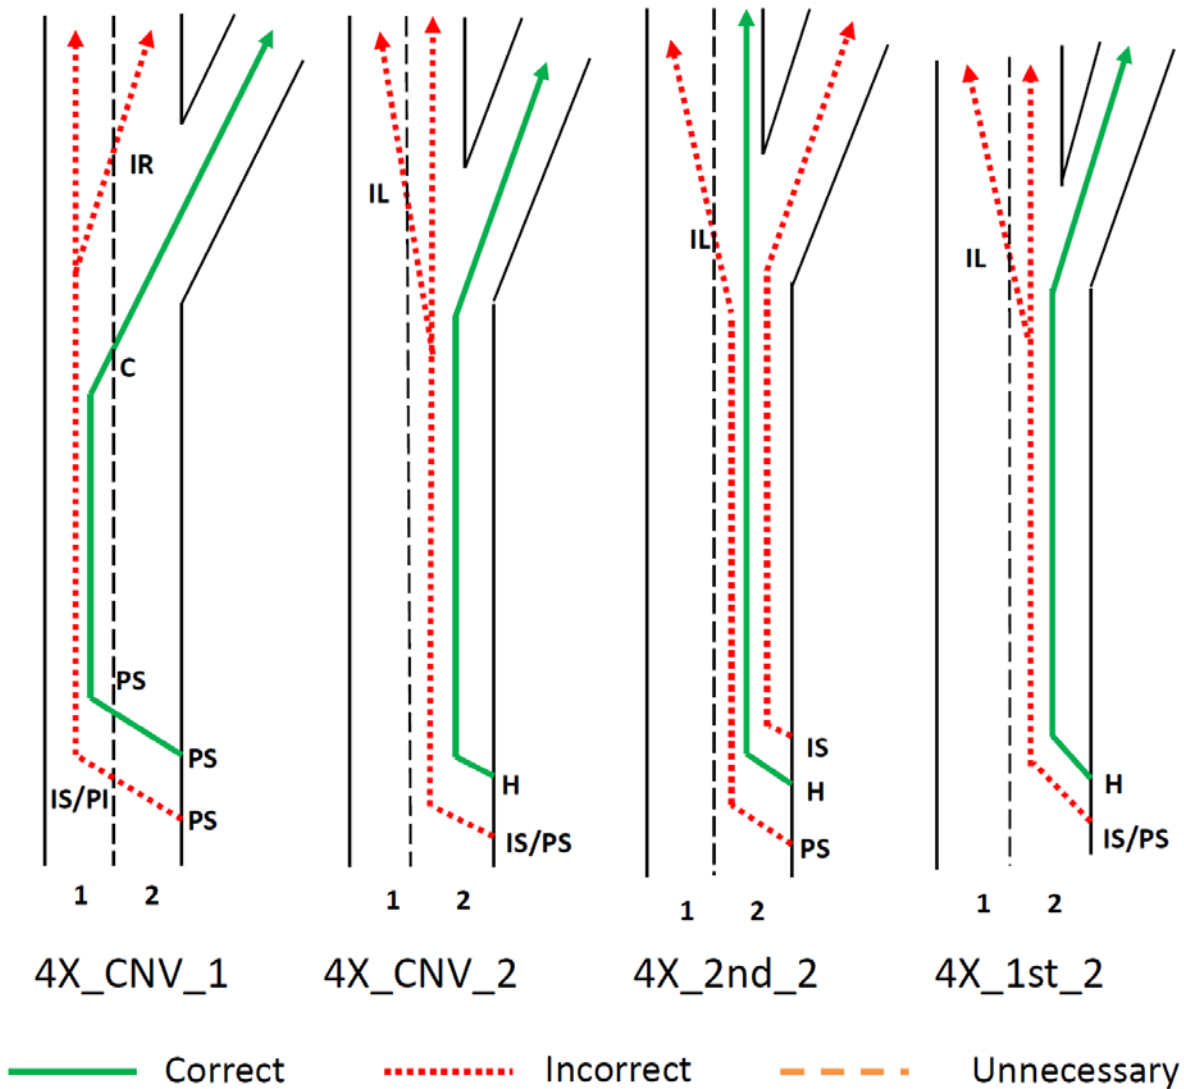 IR
C
PS
PS
IS/PI
PS
1 2
4X_CNV_1
IL
H
IS/PS
1 2
4X_CNV_2
IL
IS
H
PS
1 2
4X_2nd_2
IL
H
IS/PS
1 2
4X_1st_2
Correct
Incorrect
Unnecessary